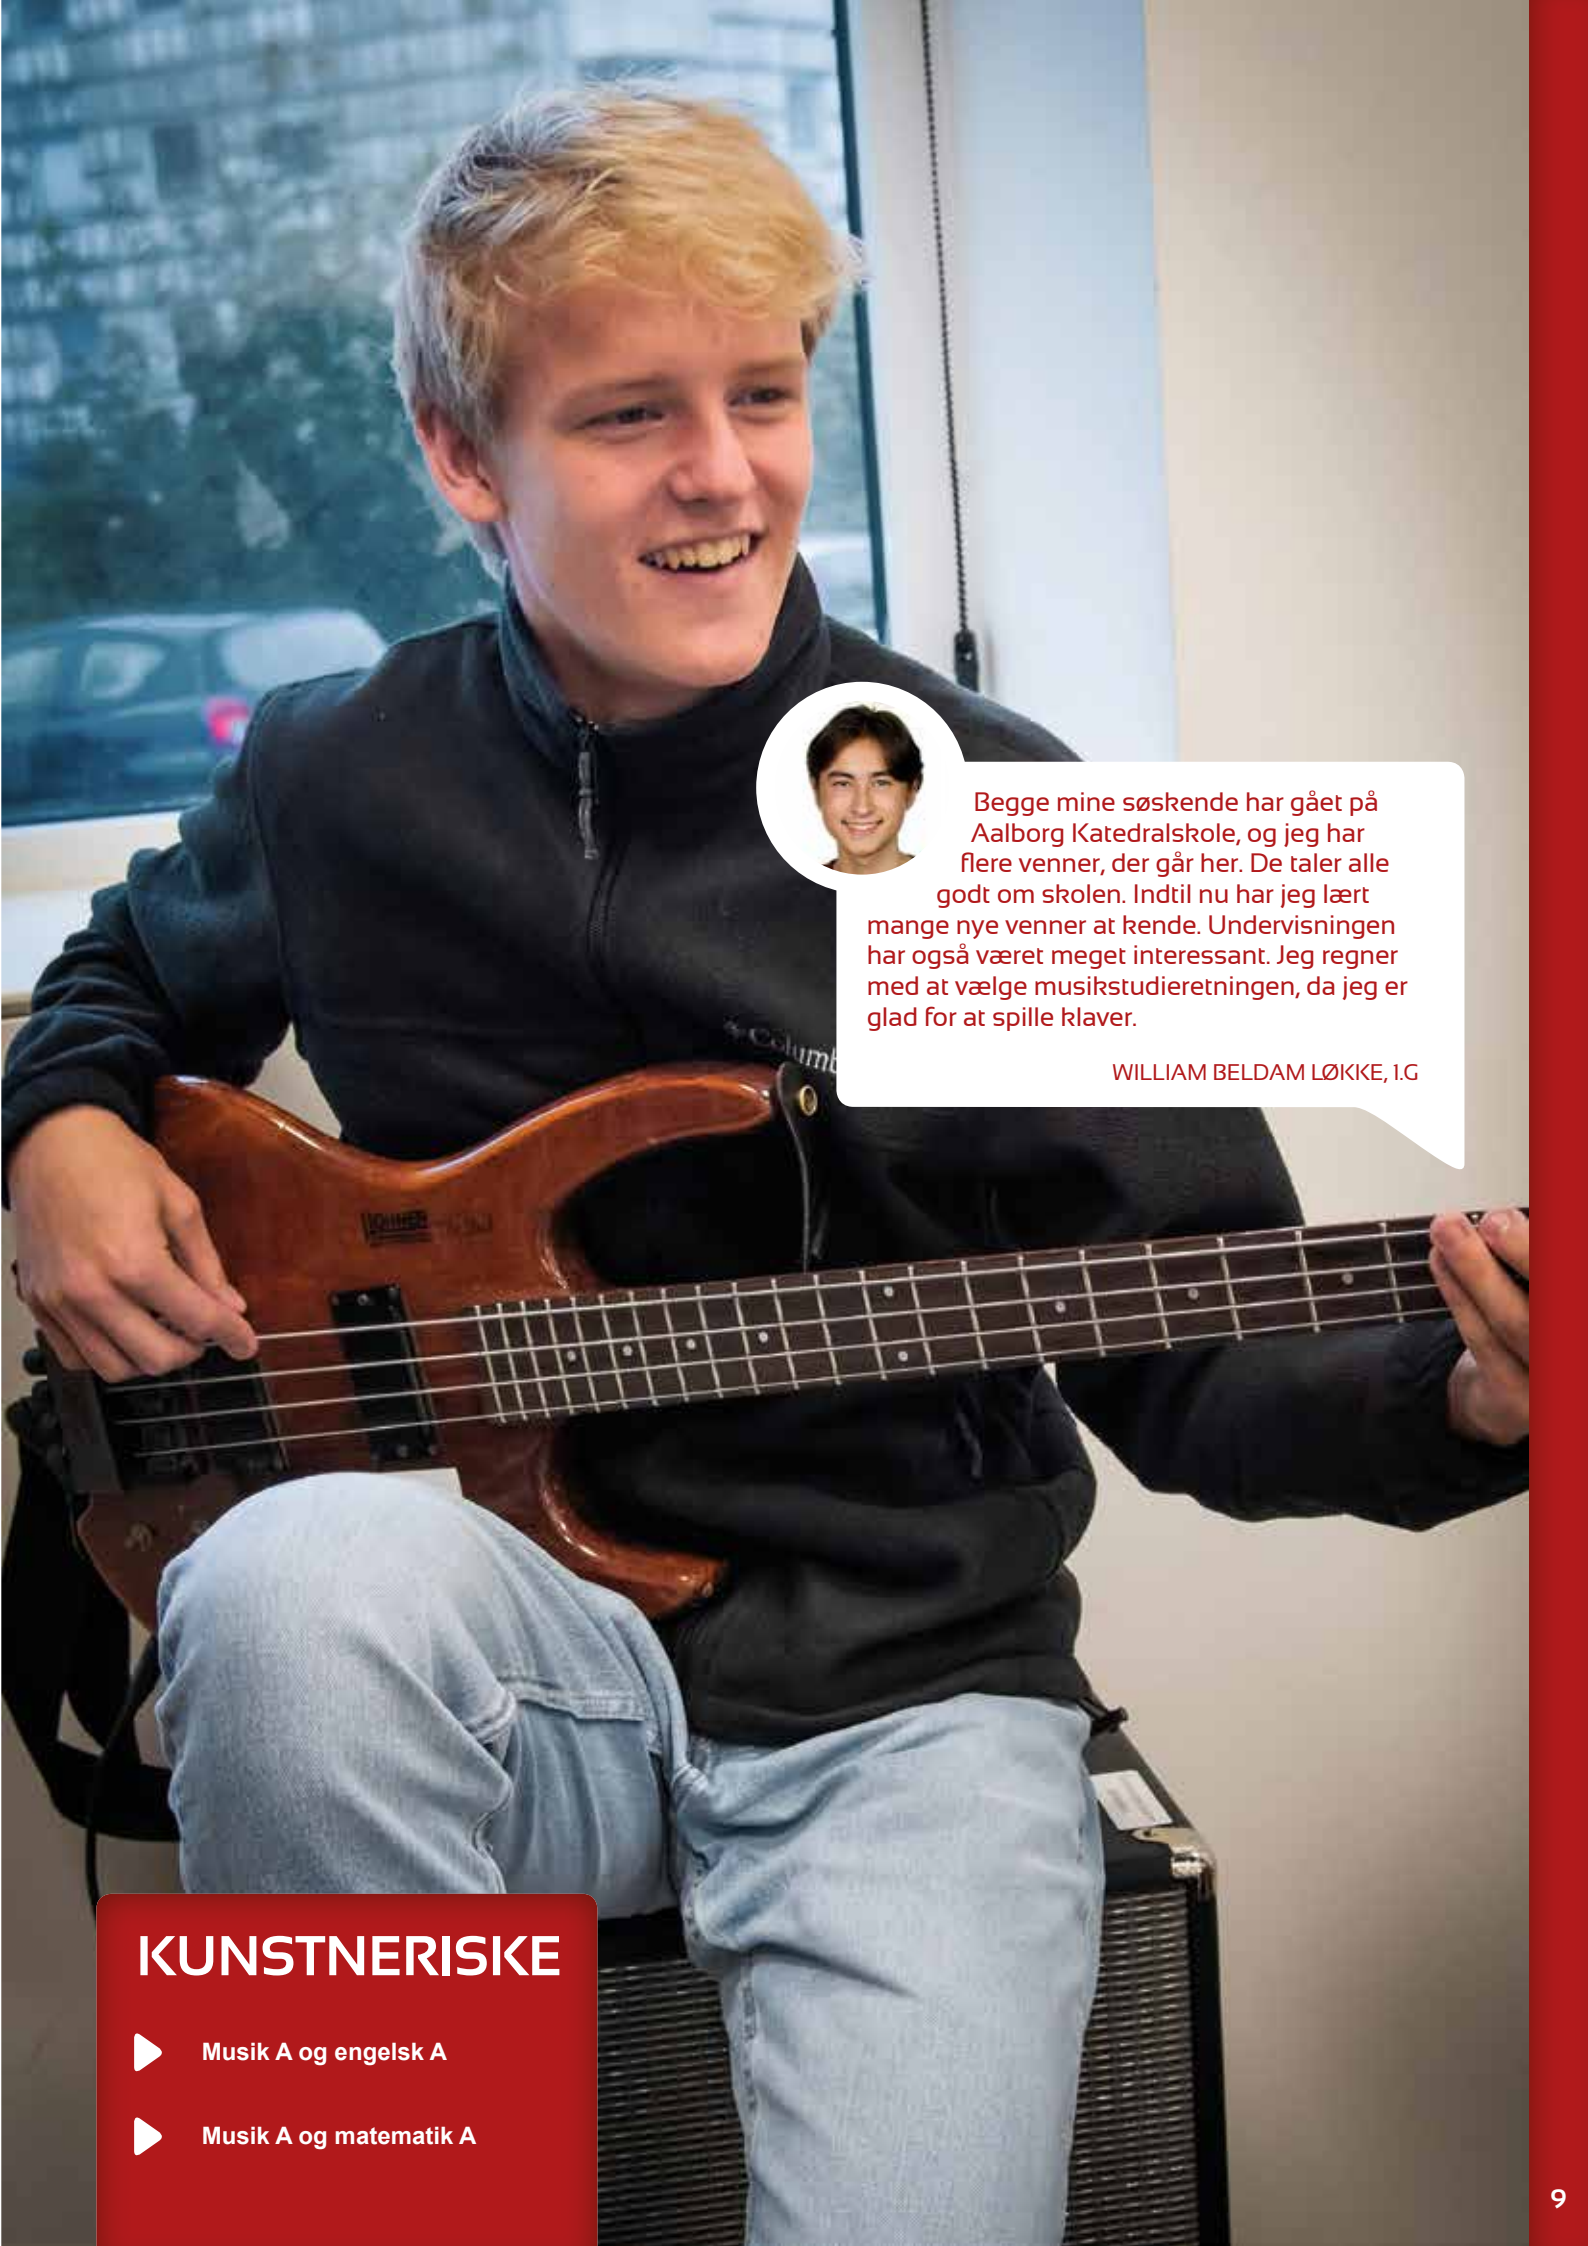 Begge mine søskende har gået på
Aalborg Katedralskole, og jeg har
flere venner, der går her. De taler alle
godt om skolen. Indtil nu har jeg lært
mange nye venner at kende. Undervisningen
har også været meget interessant. Jeg regner
med at vælge musikstudieretningen, da jeg er
glad for at spille klaver.
WILLIAM BELDAM LØKKE, 1.G
Columb
KUNSTNERISKE
Musik A og engelsk A
Musik A og matematik A
9